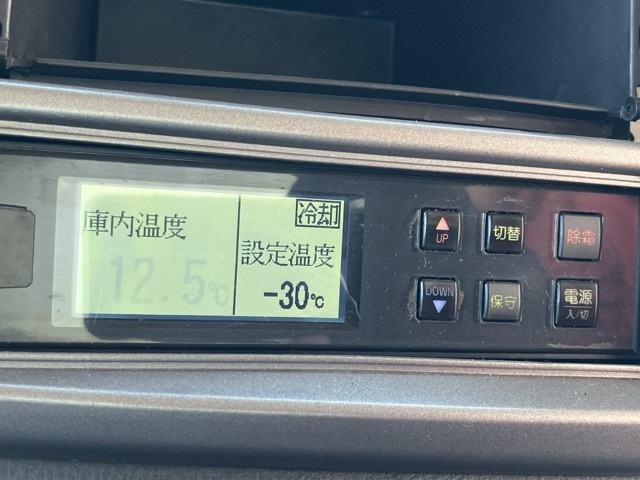 庫内温度
12.5℃
冷却
設定温度
-30℃
UP
切替
除霜
DOWN
保守
電源
入/切